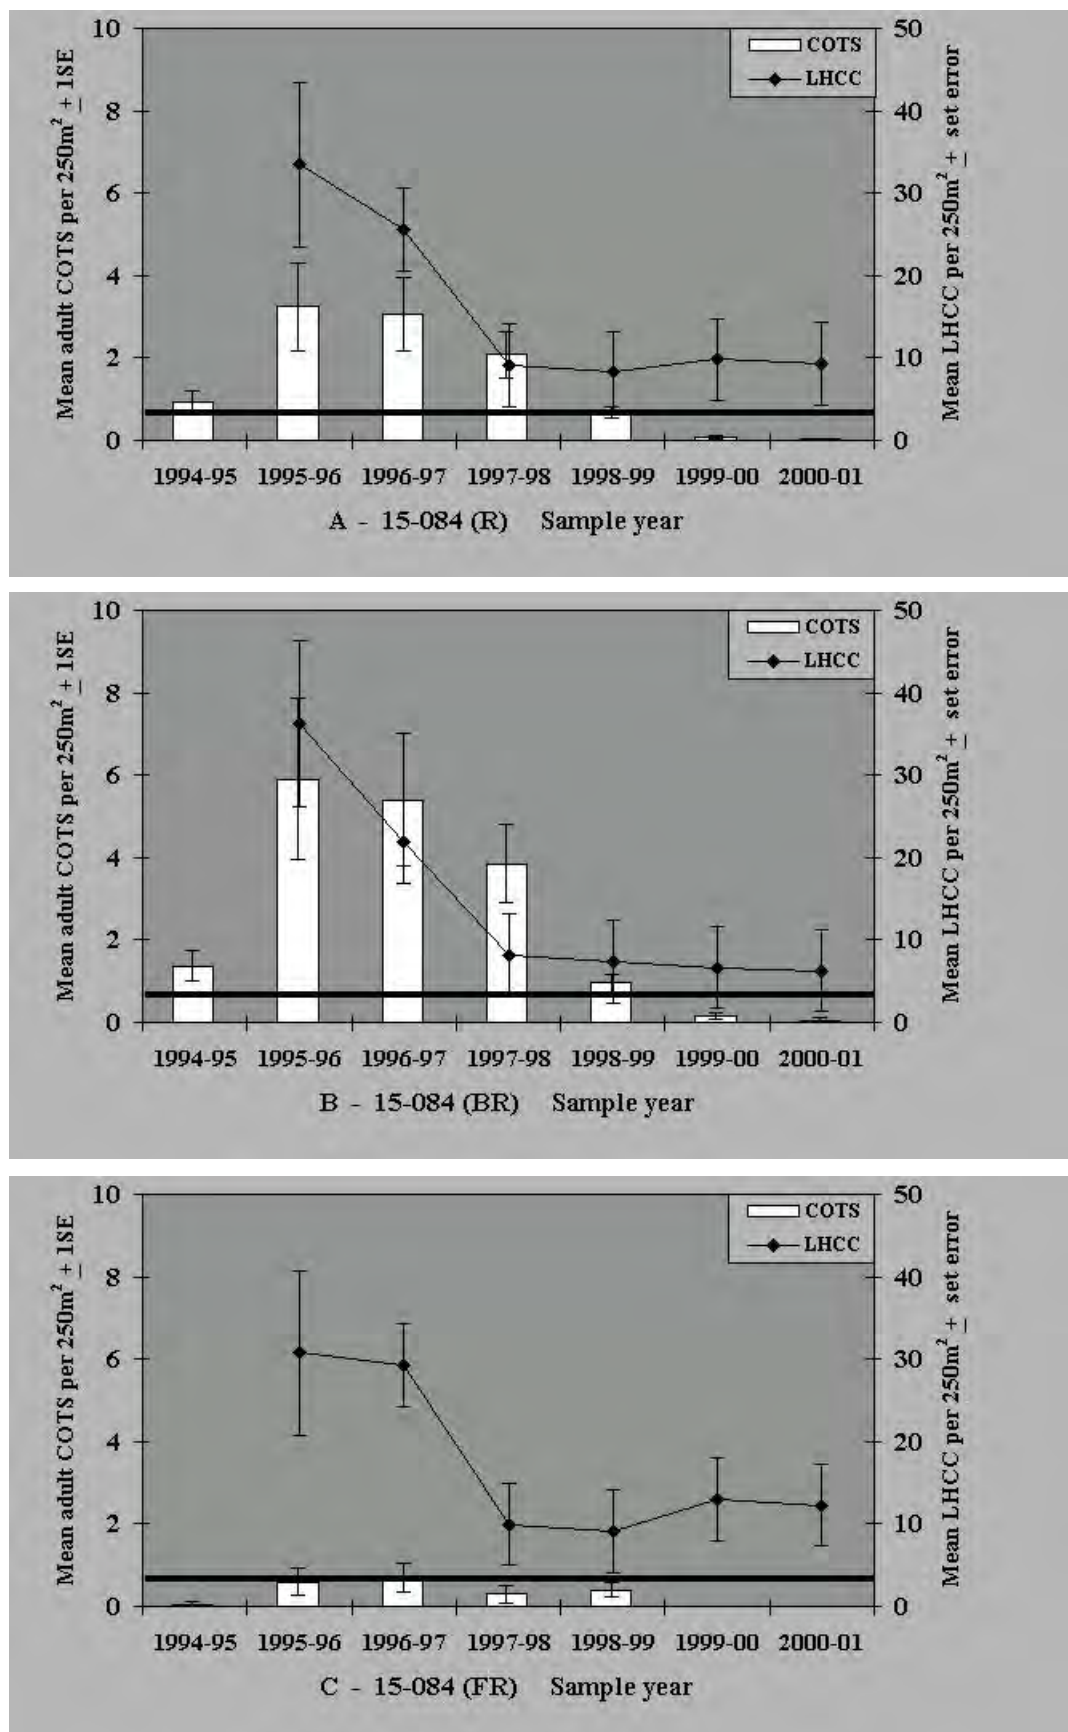 Mean adult COTS per 250m² ± 1SE
10
8
6
4
2
0
COTS
LHCC
50
40
30
20
10
0
Mean LHCC per 250m² ± set error
1994-95 1995-96 1996-97 1997-98 1998-99 1999-00 2000-01
A - 15-084 (R) Sample year
Mean adult COTS per 250m² ± 1SE
10
8
6
4
2
0
COTS
LHCC
50
40
30
20
10
0
Mean LHCC per 250m² ± set error
1994-95 1995-96 1996-97 1997-98 1998-99 1999-00 2000-01
B - 15-084 (BR) Sample year
Mean adult COTS per 250m² ± 1SE
10
8
6
4
2
0
COTS
LHCC
50
40
30
20
10
0
Mean LHCC per 250m² ± set error
1994-95 1995-96 1996-97 1997-98 1998-99 1999-00 2000-01
C - 15-084 (FR) Sample year